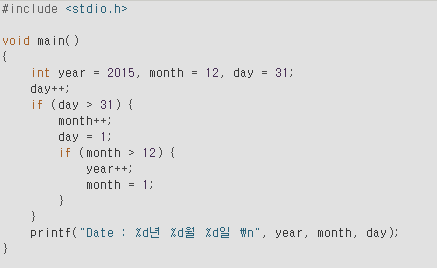 #include <stdio.h>

void main()
{
    int year = 2015, month = 12, day = 31;
    day++;
    if (day > 31) {
        month++;
        day = 1;
        if (month > 12) {
            year++;
            month = 1;
        }
    }
    printf("Date : %d년 %d월 %d일 ₩n", year, month, day);
}